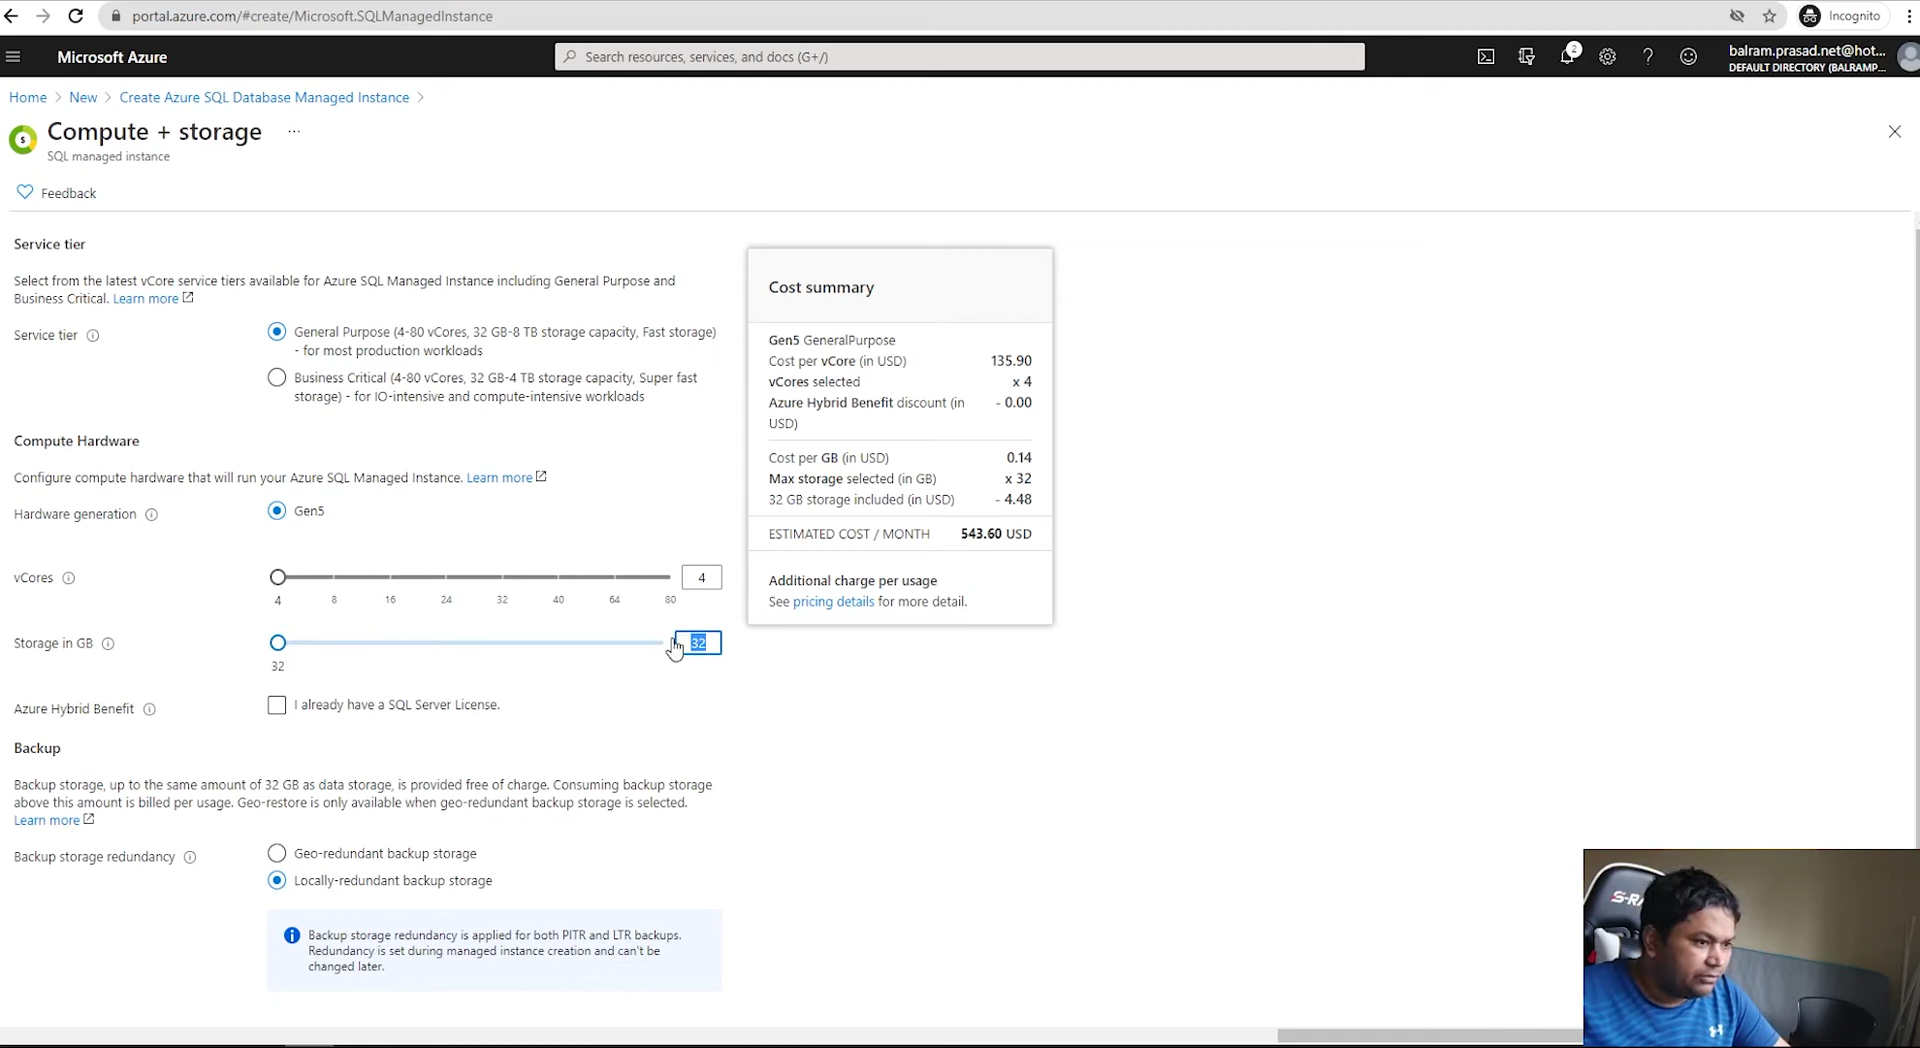 portal.azure.com/#create/Microsoft.SQLManagedInstance
Incognito
Microsoft Azure
Search resources, services, and docs (G+/)
2
balram.prasad.net@hot...
DEFAULT DIRECTORY (BALRAMP...
Home > New > Create Azure SQL Database Managed Instance >
Compute + storage ...
SQL managed instance
Feedback
Service tier
Select from the latest vCore service tiers available for Azure SQL Managed Instance including General Purpose and
Business Critical. Learn more
Service tier
General Purpose (4-80 vCores, 32 GB-8 TB storage capacity, Fast storage)
- for most production workloads
Business Critical (4-80 vCores, 32 GB-4 TB storage capacity, Super fast
storage) - for IO-intensive and compute-intensive workloads
Compute Hardware
Configure compute hardware that will run your Azure SQL Managed Instance. Learn more
Hardware generation
Gen5
vCores
4
4 8 16 24 32 40 64 80
Storage in GB
32
32
Azure Hybrid Benefit
I already have a SQL Server License.
Backup
Backup storage, up to the same amount of 32 GB as data storage, is provided free of charge. Consuming backup storage
above this amount is billed per usage. Geo-restore is only available when geo-redundant backup storage is selected.
Learn more
Backup storage redundancy
Geo-redundant backup storage
Locally-redundant backup storage
Backup storage redundancy is applied for both PITR and LTR backups.
Redundancy is set during managed instance creation and can't be
changed later.
Cost summary
Gen5 GeneralPurpose
Cost per vCore (in USD) 135.90
vCores selected x 4
Azure Hybrid Benefit discount (in - 0.00
USD)
Cost per GB (in USD) 0.14
Max storage selected (in GB) x 32
32 GB storage included (in USD) - 4.48
ESTIMATED COST / MONTH 543.60 USD
Additional charge per usage
See pricing details for more detail.